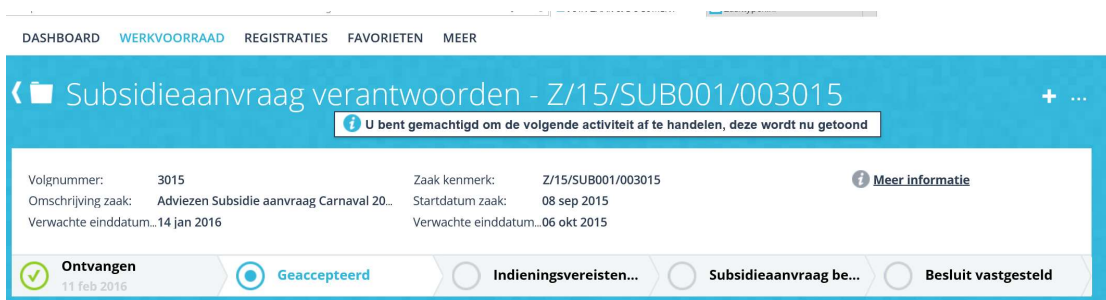 DASHBOARD WERKVOORRAAD REGISTRATIES FAVORIETEN MEER
Subsidieaanvraag verantwoorden - Z/15/SUB001/003015
U bent gemachtigd om de volgende activiteit af te handelen, deze wordt nu getoond
Volgnummer: 3015 Zaak kenmerk: Z/15/SUB001/003015 Meer informatie
Omschrijving zaak: Adviezen Subsidie aanvraag Carnaval 20... Startdatum zaak: 08 sep 2015
Verwachte einddatum... 14 jan 2016 Verwachte einddatum... 06 okt 2015
Ontvangen Geaccepteerd Indieningsvereisten... Subsidieaanvraag be... Besluit vastgesteld
11 feb 2016